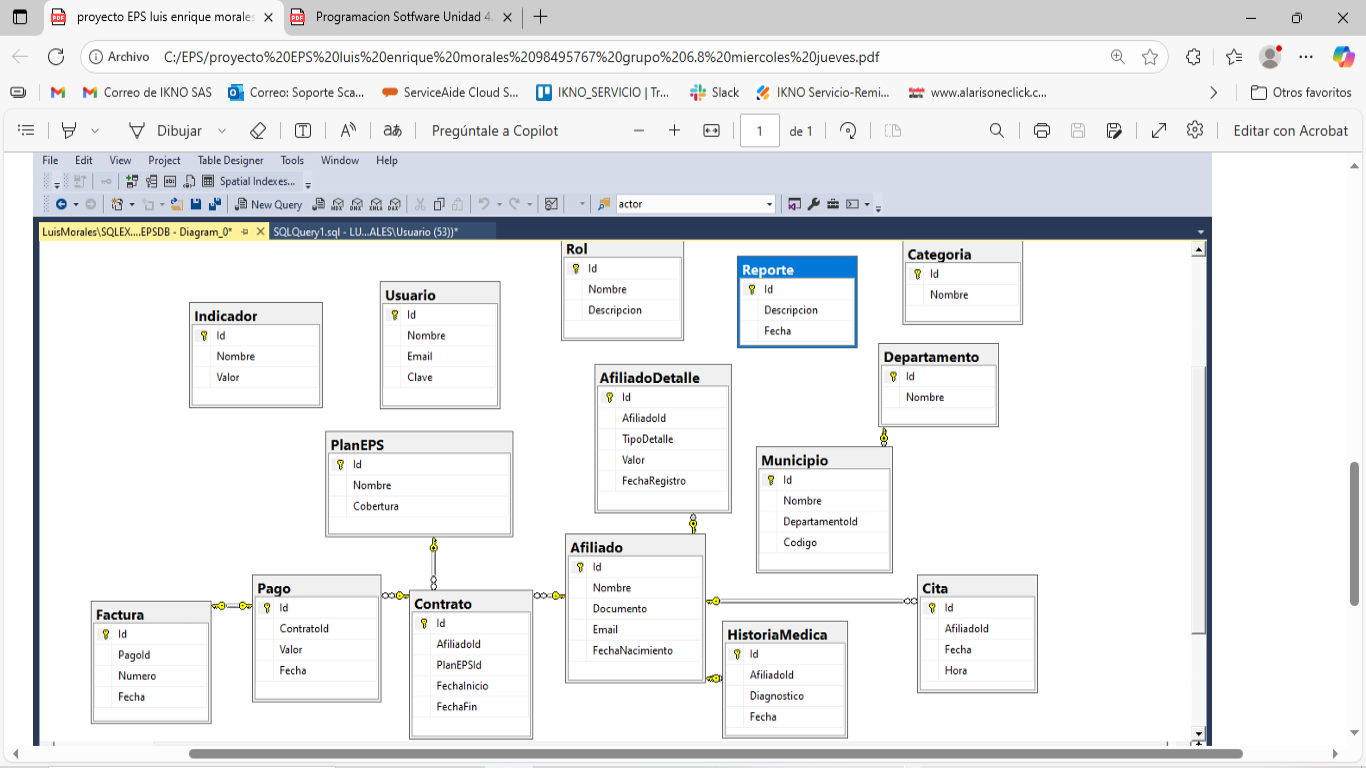 proyecto EPS luis enrique morales
Programacion Sotfware Unidad 4.
Archivo
C:/EPS/proyecto%20EPS%20luis%20enrique%20morales%2098495767%20grupo%206.8%20miercoles%20jueves.pdf
Correo de IKNO SAS
Correo: Soporte Sca...
ServiceAide Cloud S...
IKNO_SERVICIO | Tr...
Slack
IKNO Servicio-Remi...
www.alarisoneclick.c...
Otros favoritos
Dibujar
Pregúntale a Copilot
1
de 1
Editar con Acrobat
File Edit View Project Table Designer Tools Window Help
Spatial Indexes...
New Query
actor
LuisMorales\SQLEX....EPSDB - Diagram_0*
SQLQuery1.sql - LU...ALES\Usuario (53))*
Rol
Id
Nombre
Descripcion
Reporte
Id
Descripcion
Fecha
Categoria
Id
Nombre
Indicador
Id
Nombre
Valor
Usuario
Id
Nombre
Email
Clave
AfiliadoDetalle
Id
AfiliadoId
TipoDetalle
Valor
FechaRegistro
Departamento
Id
Nombre
PlanEPS
Id
Nombre
Cobertura
Municipio
Id
Nombre
DepartamentoId
Codigo
Factura
Id
PagoId
Numero
Fecha
Pago
Id
ContratoId
Valor
Fecha
Contrato
Id
AfiliadoId
PlanEPSId
FechaInicio
FechaFin
Afiliado
Id
Nombre
Documento
Email
FechaNacimiento
HistoriaMedica
Id
AfiliadoId
Diagnostico
Fecha
Cita
Id
AfiliadoId
Fecha
Hora